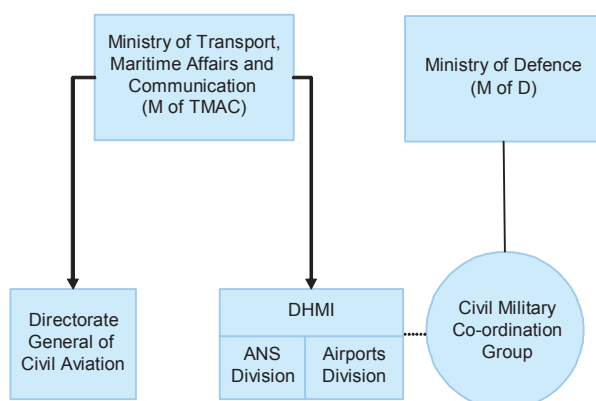 Ministry of Transport,
Maritime Affairs and
Communication
(M of TMAC)
Ministry of Defence
(M of D)
Directorate
General of
Civil Aviation
DHMI
ANS
Division
Airports
Division
Civil Military
Co-ordination
Group